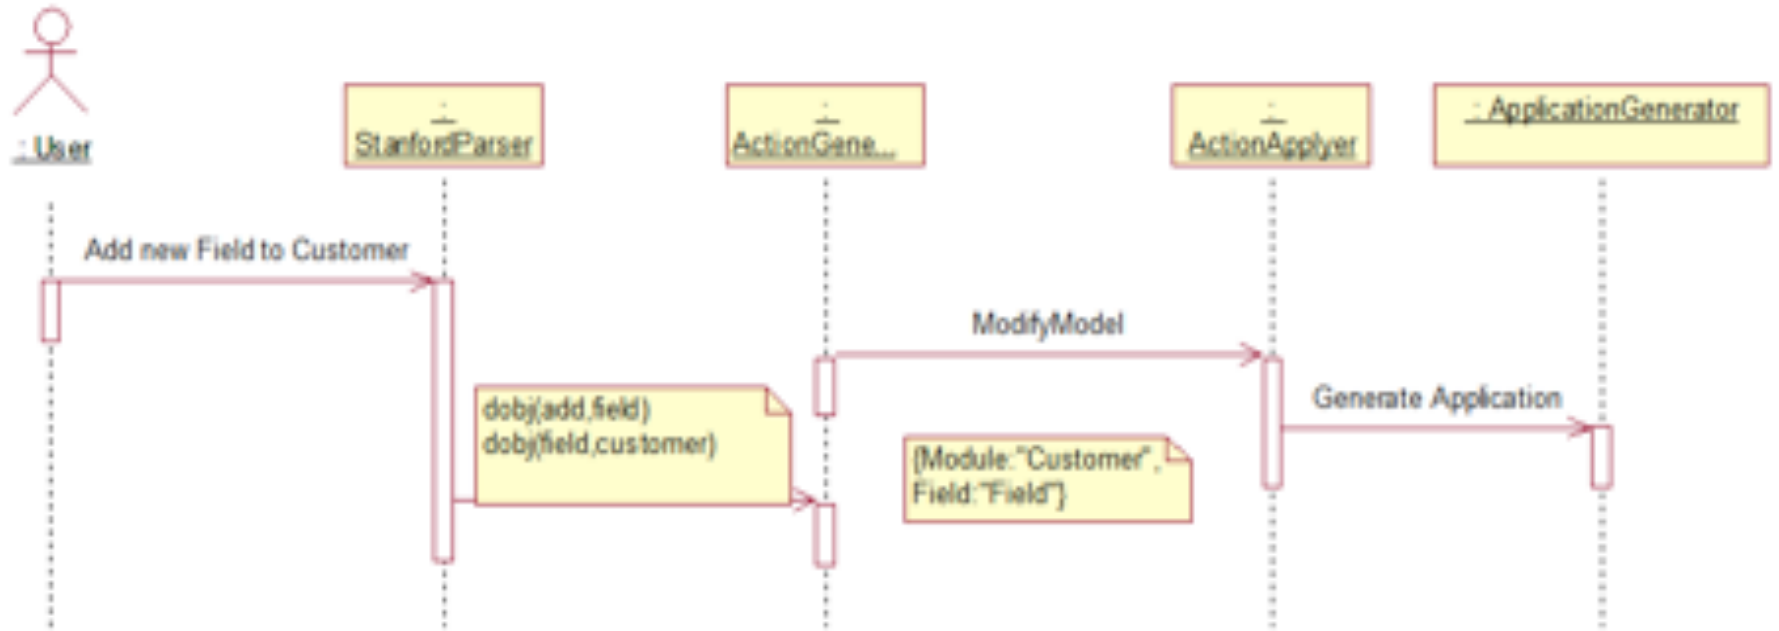 : User
:
StanfordParser
:
ActionGene...
:
ActionApplyer
: ApplicationGenerator
Add new Field to Customer
ModifyModel
Generate Application
dobj(add,field)
dobj(field,customer)
{Module:"Customer",
Field:"Field"}